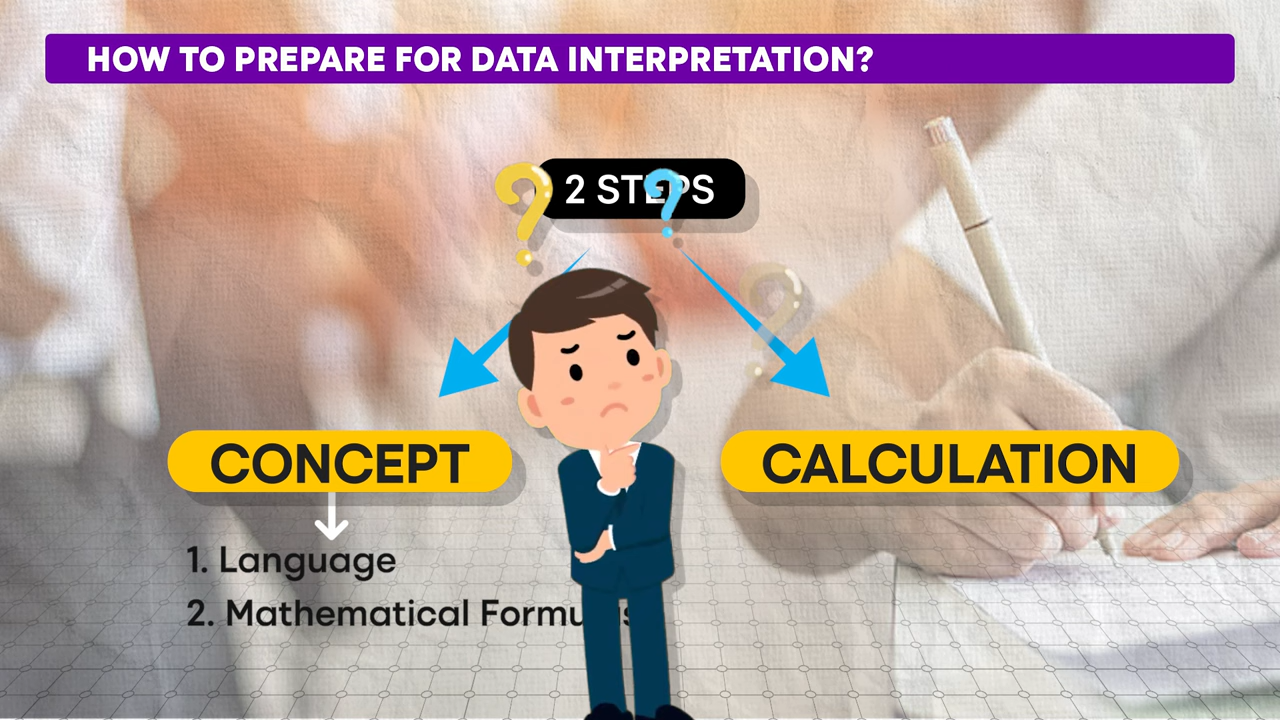 HOW TO PREPARE FOR DATA INTERPRETATION?
2 STEPS
CONCEPT
CALCULATION
1. Language
2. Mathematical